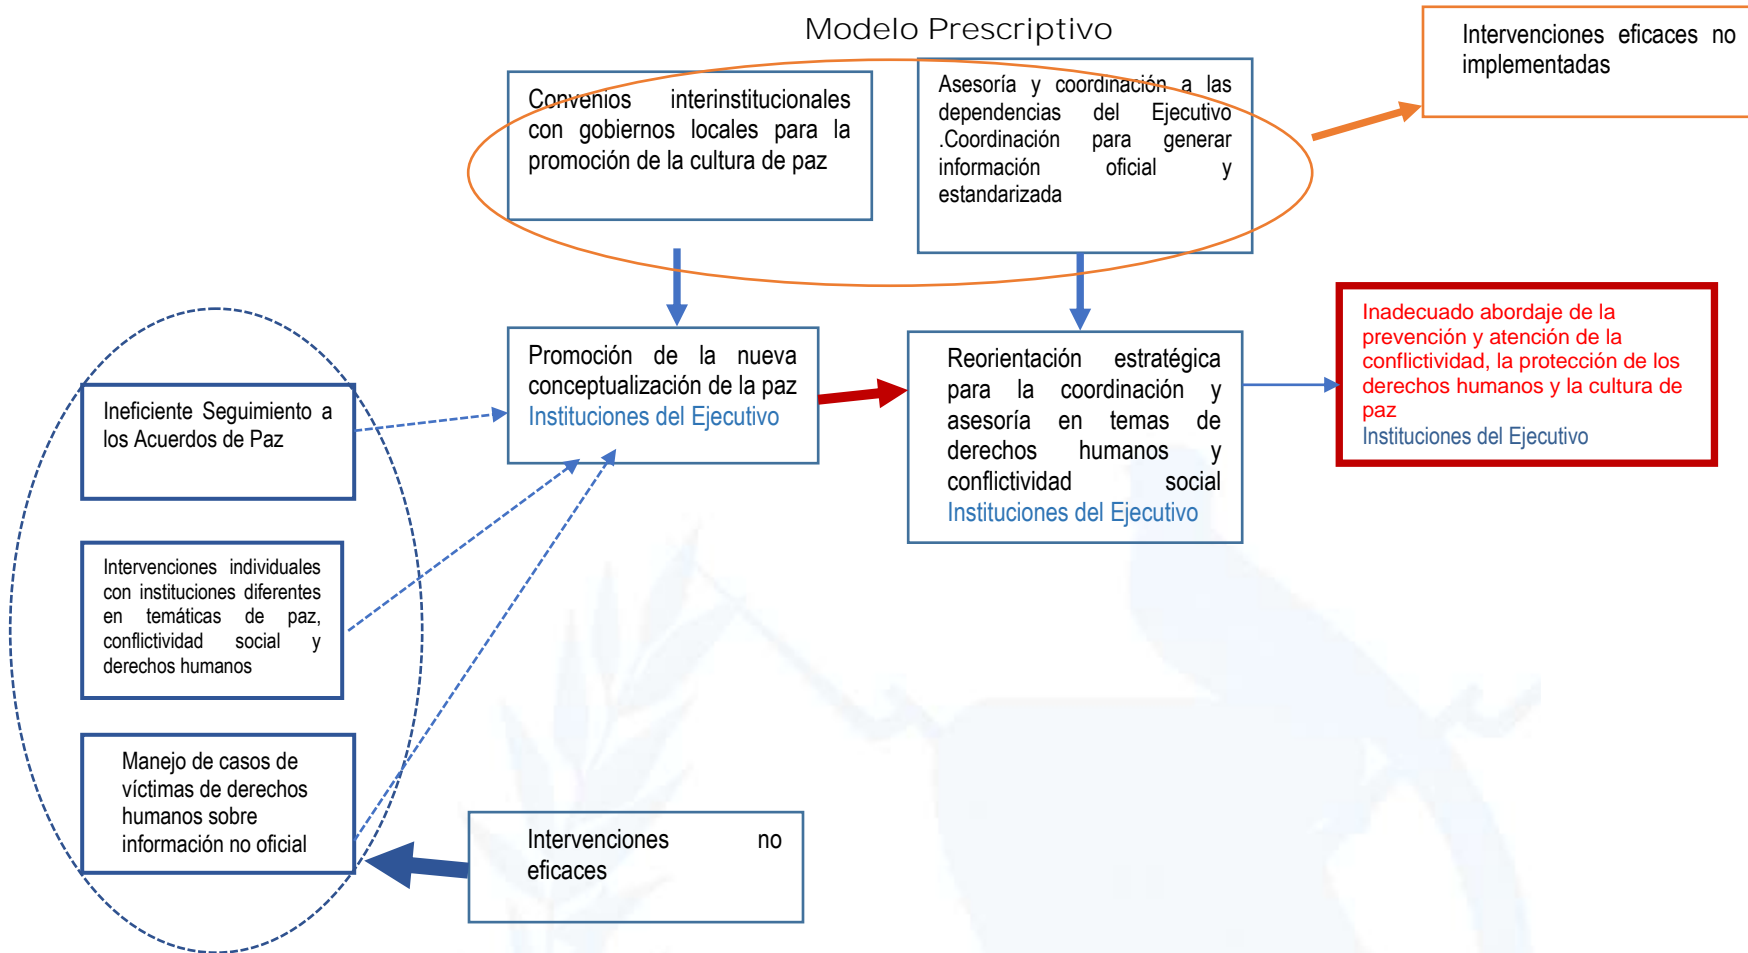 Modelo Prescriptivo
Intervenciones eficaces no
implementadas
Convenios interinstitucionales
con gobiernos locales para la
promoción de la cultura de paz
Asesoría y coordinación a las
dependencias del Ejecutivo
.Coordinación para generar
información oficial y
estandarizada
Promoción de la nueva
conceptualización de la paz
Instituciones del Ejecutivo
Reorientación estratégica
para la coordinación y
asesoría en temas de
derechos humanos y
conflictividad social
Instituciones del Ejecutivo
Inadecuado abordaje de la
prevención y atención de la
conflictividad, la protección de los
derechos humanos y la cultura de
paz
Instituciones del Ejecutivo
Ineficiente Seguimiento a
los Acuerdos de Paz
Intervenciones individuales
con instituciones diferentes
en temáticas de paz,
conflictividad social y
derechos humanos
Manejo de casos de
víctimas de derechos
humanos sobre
información no oficial
Intervenciones no
eficaces